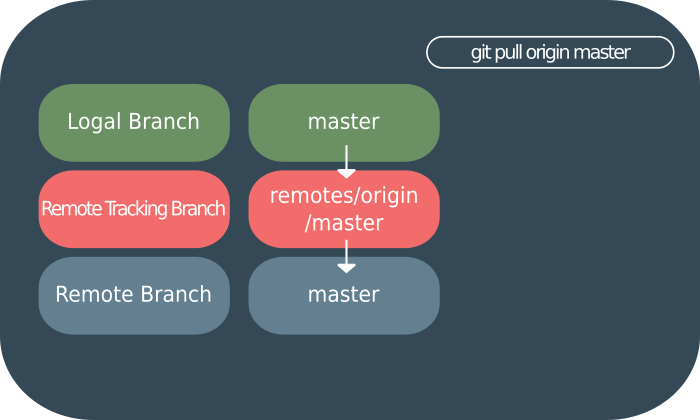 git pull origin master
Logal Branch
master
Remote Tracking Branch
remotes/origin
/master
Remote Branch
master